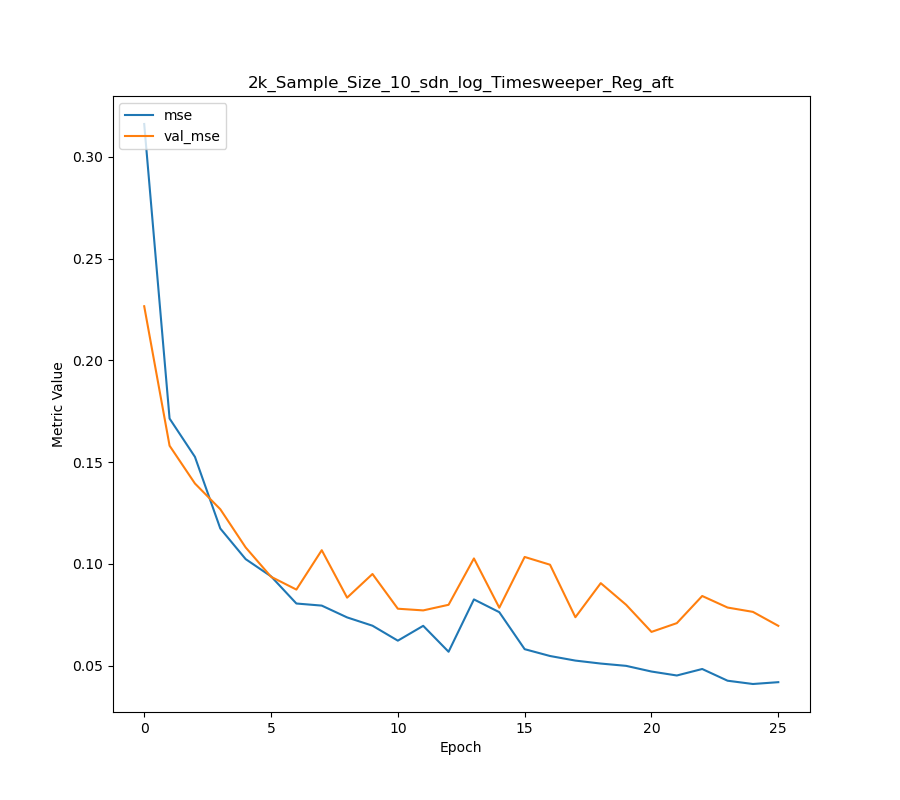 2k_Sample_Size_10_sdn_log_Timesweeper_Reg_aft
mse
val_mse
0.30
0.25
0.20
0.15
0.10
0.05
Metric Value
0 5 10 15 20 25
Epoch